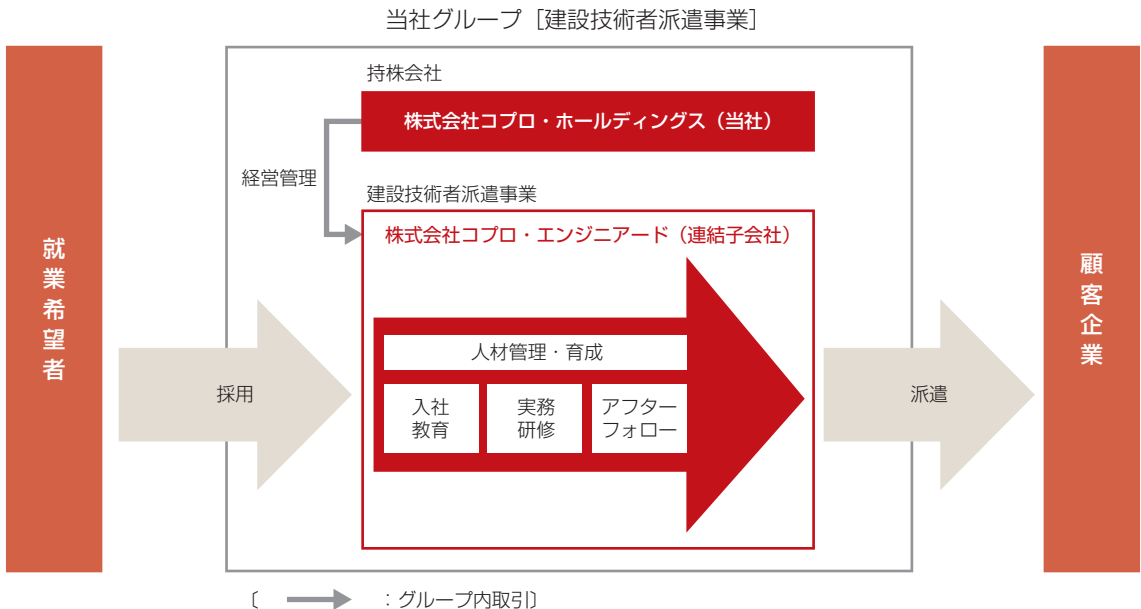 当社グループ［建設技術者派遣事業］
持株会社
株式会社コプロ・ホールディングス（当社）
経営管理
建設技術者派遣事業
株式会社コプロ・エンジニアード（連結子会社）
就業希望者
採用
人材管理・育成
入社
教育
実務
研修
アフター
フォロー
派遣
顧客企業
〔 ：グループ内取引〕